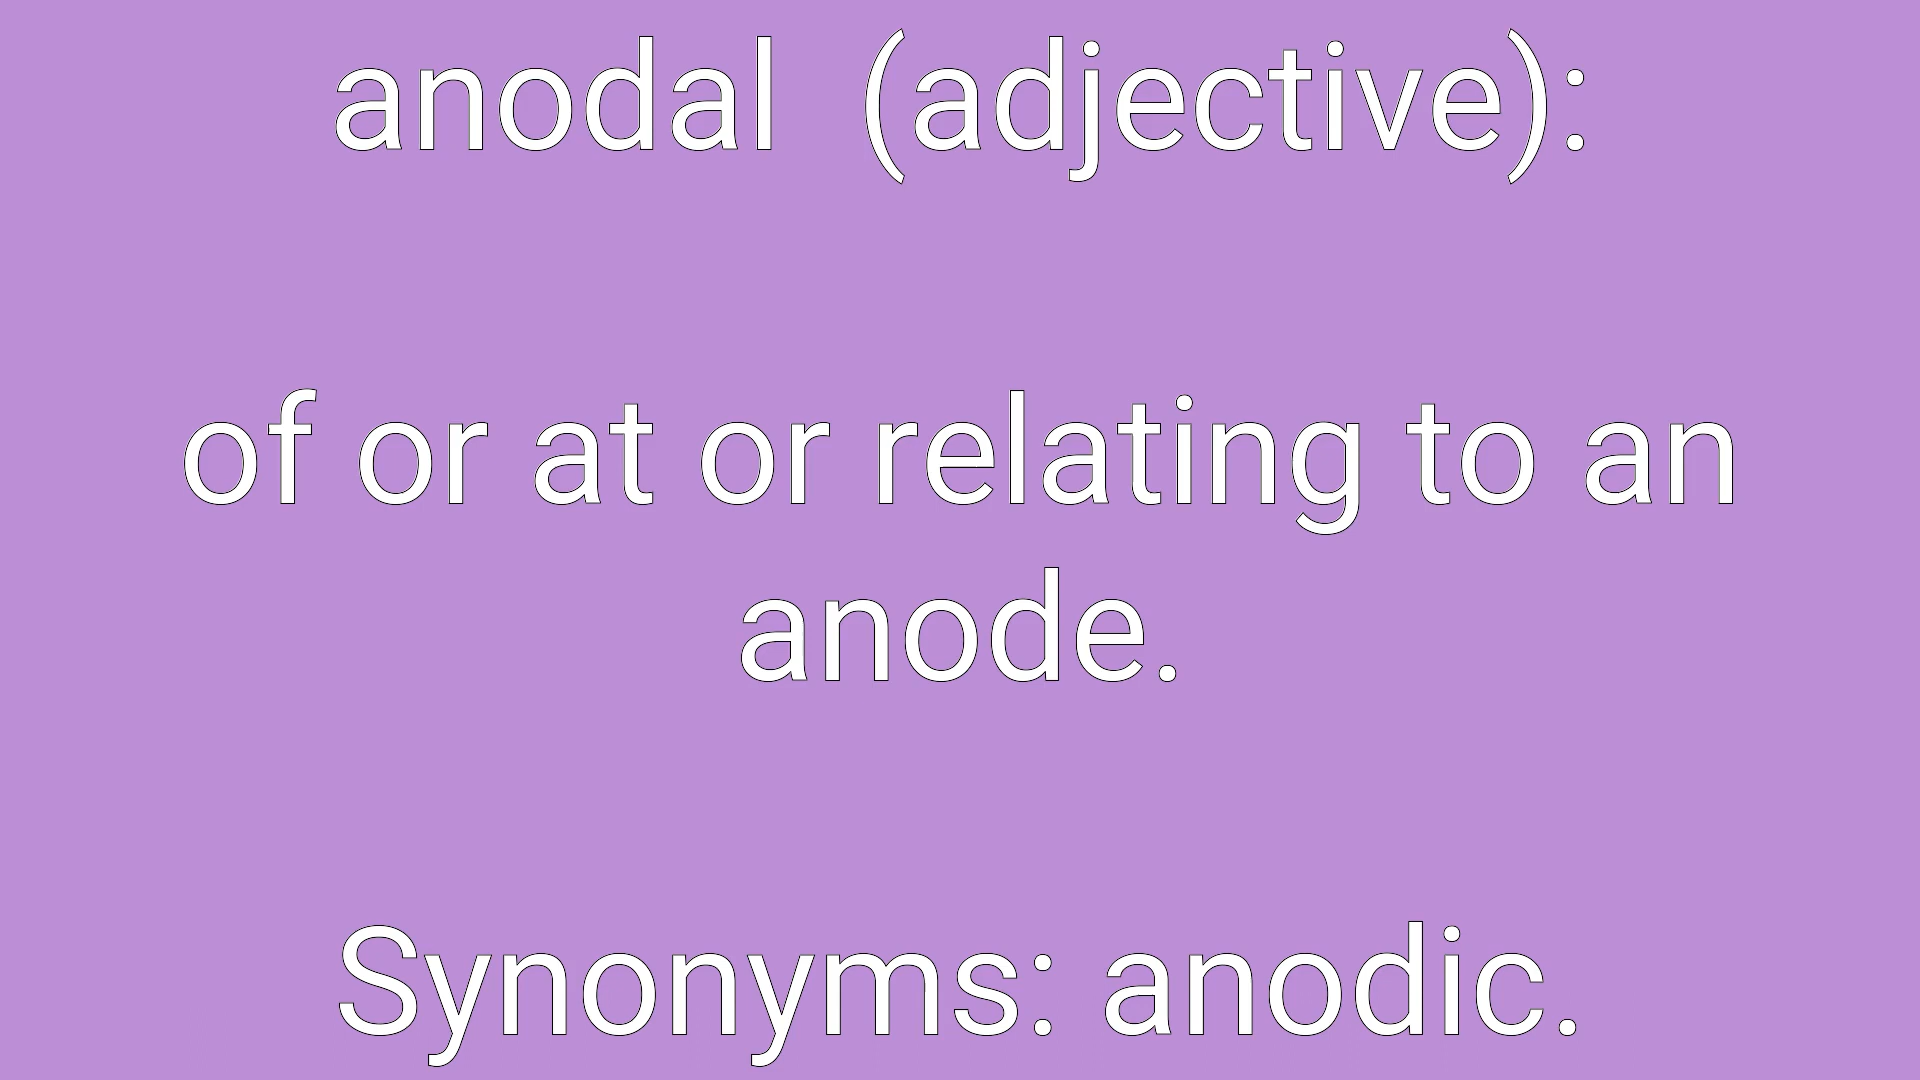 anodal  (adjective):
of or at or relating to an
anode.
Synonyms: anodic.